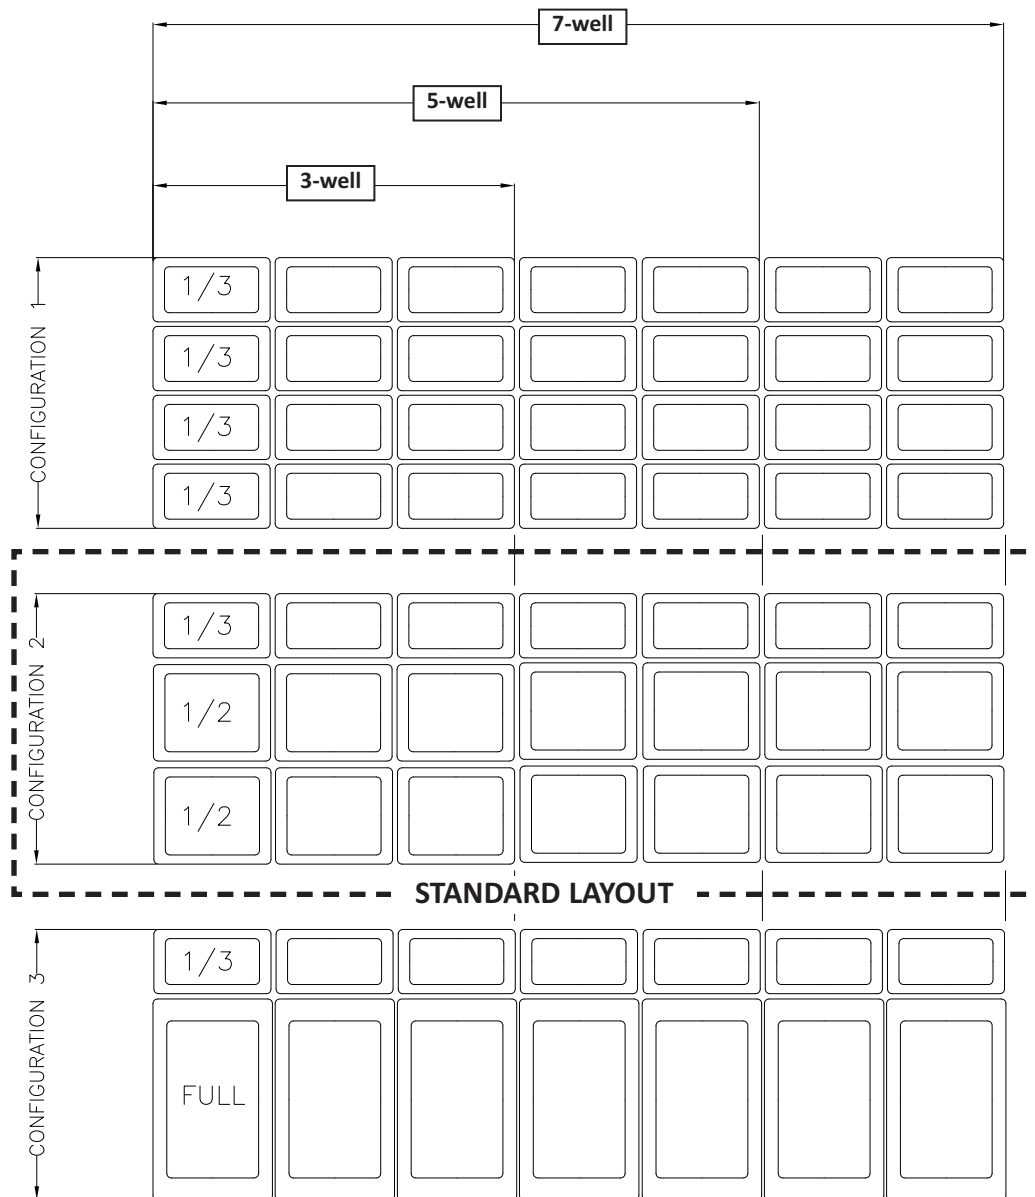 7-well
5-well
3-well
CONFIGURATION 1
1/3
1/3
1/3
1/3
CONFIGURATION 2
1/3
1/2
1/2
STANDARD LAYOUT
CONFIGURATION 3
1/3
FULL